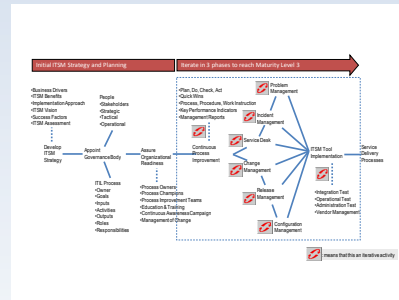 Initial ITSM Strategy and Planning
Iterate in 3 phases to reach Maturity Level 3
•Business Drivers
•ITSM Benefits
•Implementation Approach
•ITSM Vision
•Success Factors
•ITSM Assessment
People
•Stakeholders
•Strategic
•Tactical
•Operational
•Plan, Do, Check, Act
•Quick Wins
•Process, Procedure, Work Instruction
•Key Performance Indicators
•Management Reports
Problem
Management
Incident
Management
Service Desk
Change
Management
Release
Management
Configuration
Management
Develop
ITSM
Strategy
Appoint
Governance Body
Assure
Organizational
Readiness
Continuous
Process
Improvement
ITSM Tool
Implementation
Service
Delivery
Processes
ITIL Process
•Owner
•Goals
•Inputs
•Activities
•Outputs
•Roles
•Responsibilities
•Process Owners
•Process Champions
•Process Improvement Teams
•Education & Training
•Continuous Awareness Campaign
•Management of Change
•Integration Test
•Operational Test
•Administration Test
•Vendor Management
: means that this an iterative activity